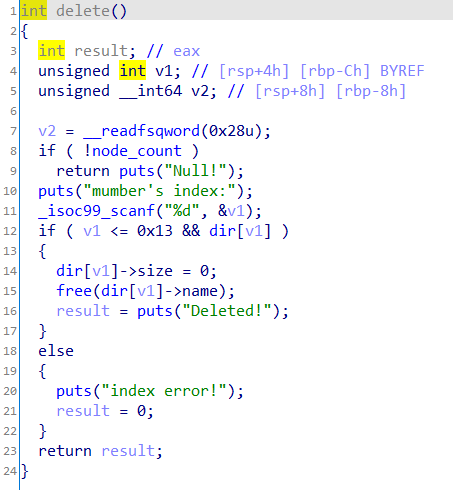 1 int delete()
2 {
3 int result; // eax
4 unsigned int v1; // [rsp+4h] [rbp-Ch] BYREF
5 unsigned __int64 v2; // [rsp+8h] [rbp-8h]
6
7 v2 = __readfsqword(0x28u);
8 if ( !node_count )
9 return puts("Null!");
10 puts("mumber's index:");
11 _isoc99_scanf("%d", &v1);
12 if ( v1 <= 0x13 && dir[v1] )
13 {
14 dir[v1]->size = 0;
15 free(dir[v1]->name);
16 result = puts("Deleted!");
17 }
18 else
19 {
20 puts("index error!");
21 result = 0;
22 }
23 return result;
24 }